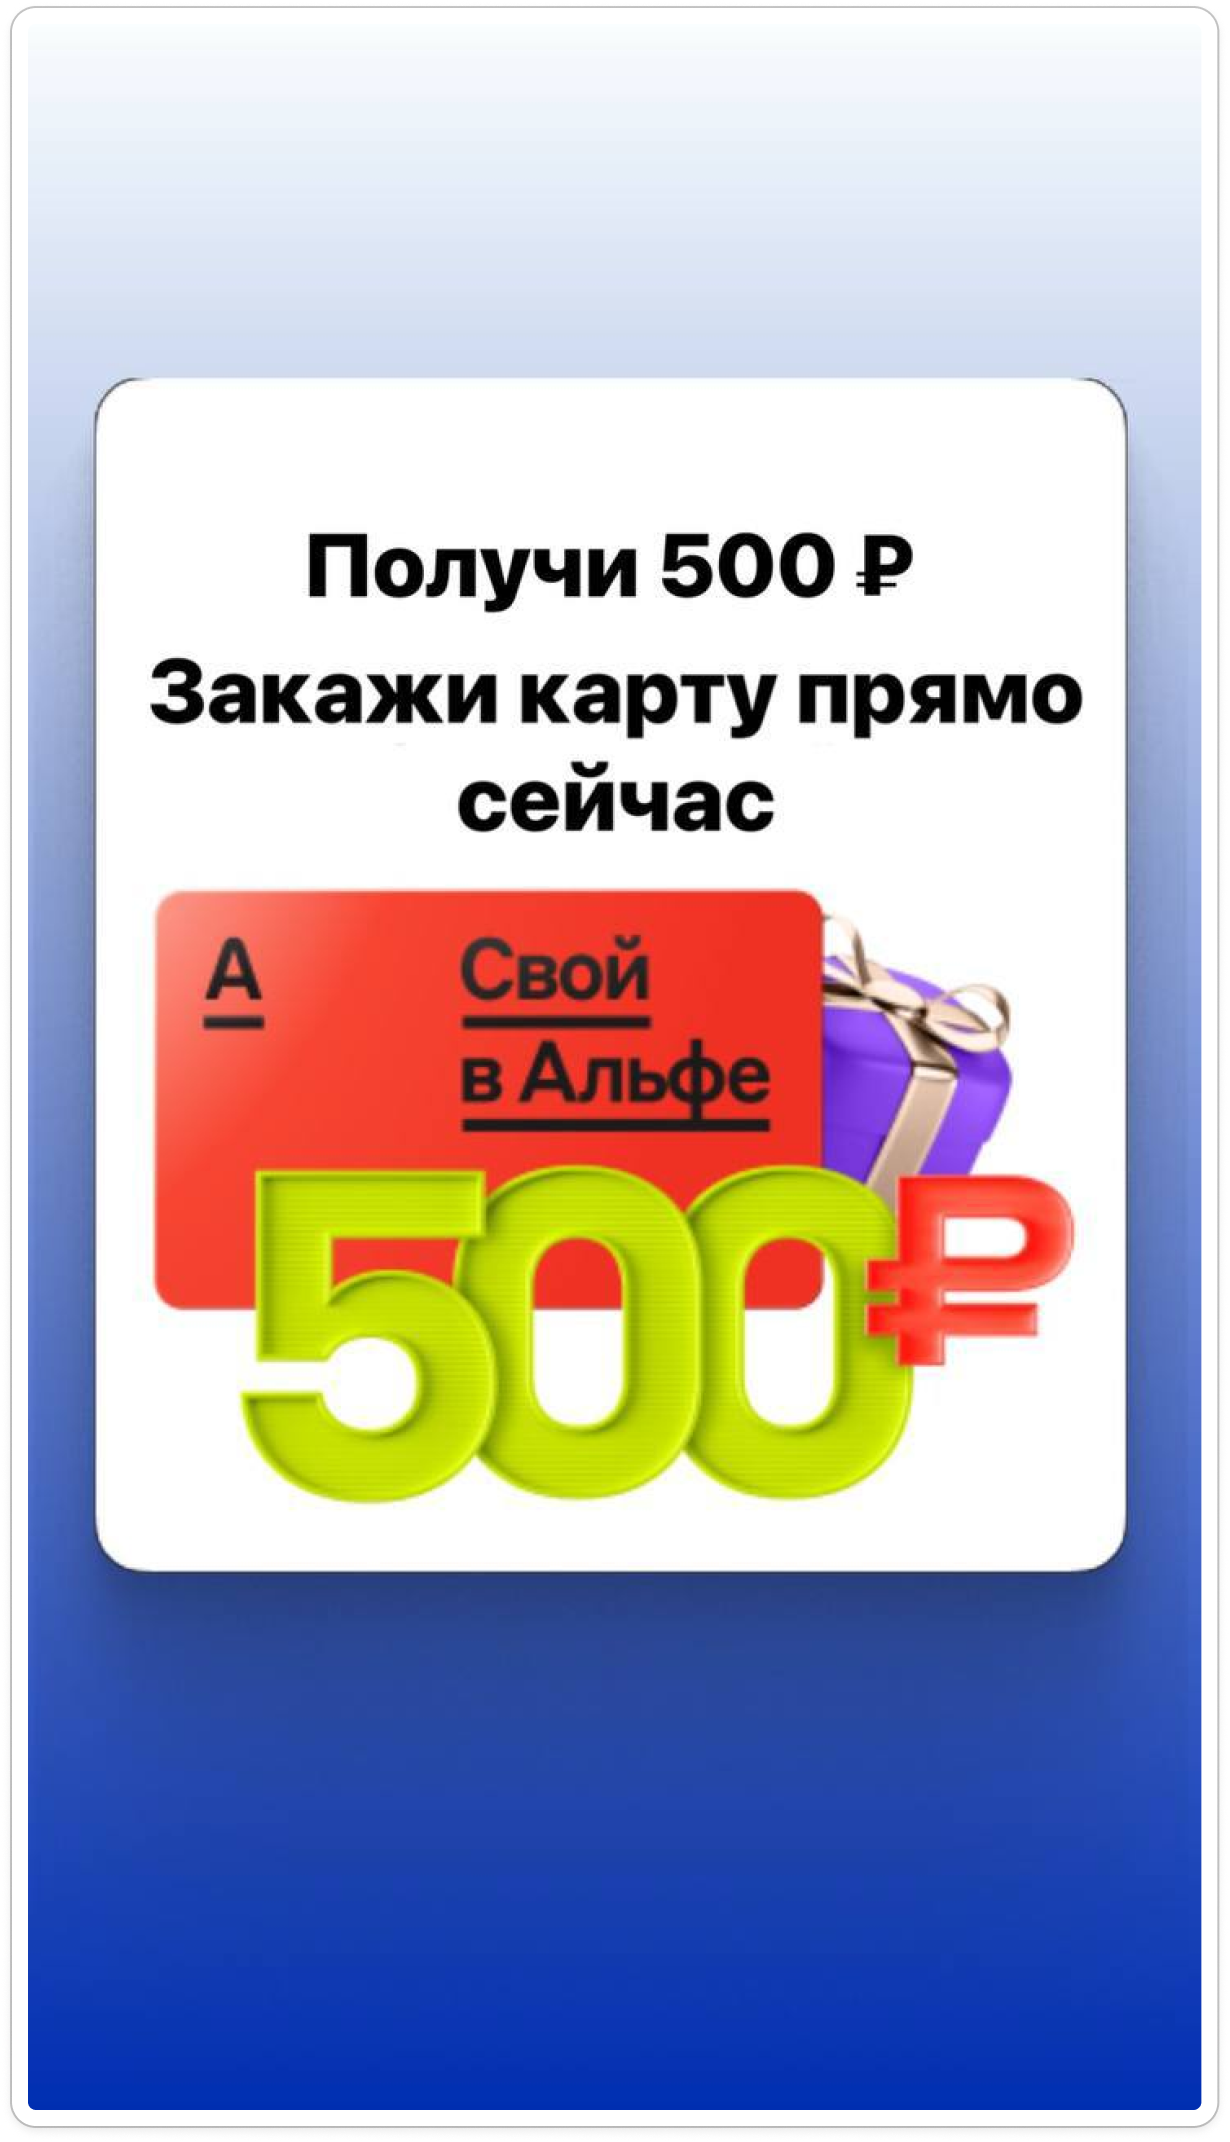 Получи 500 ₽
Закажи карту прямо
сейчас
А
Свой
в Альфе
500₽